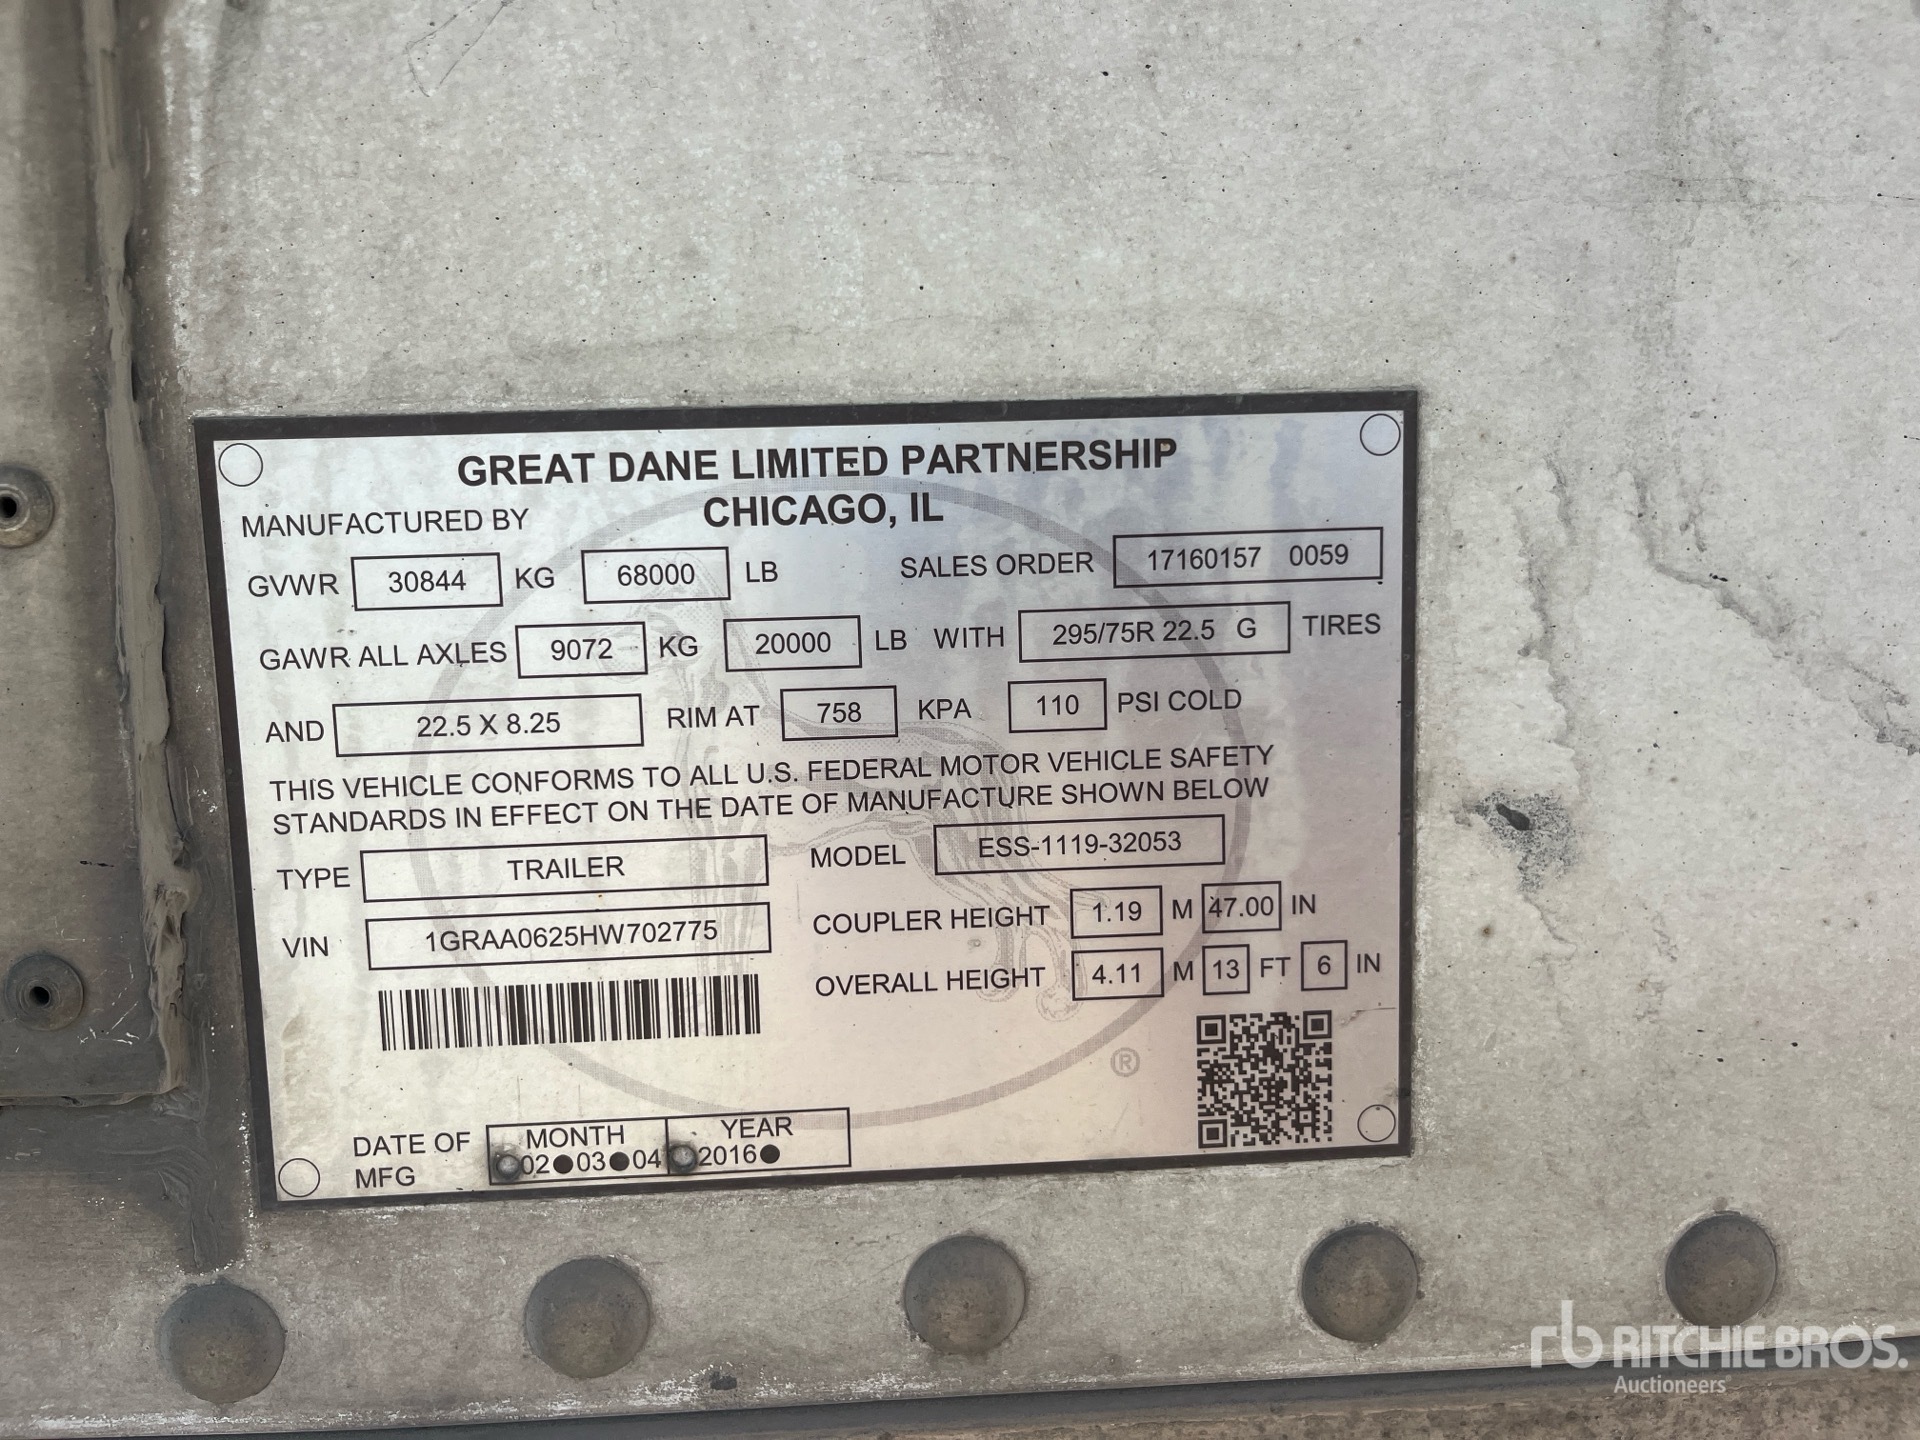 GREAT DANE LIMITED PARTNERSHIP
MANUFACTURED BY CHICAGO, IL
GVWR 30844 KG 68000 LB SALES ORDER 17160157 0059
GAWR ALL AXLES 9072 KG 20000 LB WITH 295/75R 22.5 G TIRES
AND 22.5 X 8.25 RIM AT 758 KPA 110 PSI COLD
THIS VEHICLE CONFORMS TO ALL U.S. FEDERAL MOTOR VEHICLE SAFETY
STANDARDS IN EFFECT ON THE DATE OF MANUFACTURE SHOWN BELOW
TYPE TRAILER MODEL ESS-1119-32053
VIN 1GRAA0625HW702775 COUPLER HEIGHT 1.19 M 47.00 IN
OVERALL HEIGHT 4.11 M 13 FT 6 IN
®
DATE OF MONTH YEAR
MFG 02●03●04 2016●
rb RITCHIE BROS.
Auctioneers